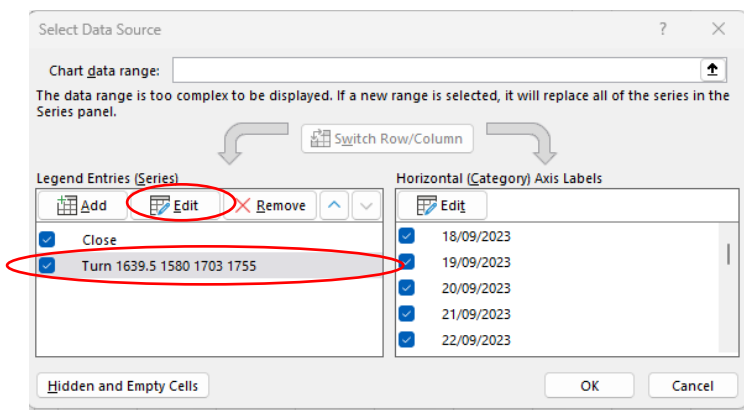 Select Data Source ?
Chart data range:
The data range is too complex to be displayed. If a new range is selected, it will replace all of the series in the
Series panel.
Switch Row/Column
Legend Entries (Series)
Add Edit Remove
Close
Turn 1639.5 1580 1703 1755
Horizontal (Category) Axis Labels
Edit
18/09/2023
19/09/2023
20/09/2023
21/09/2023
22/09/2023
Hidden and Empty Cells
OK Cancel